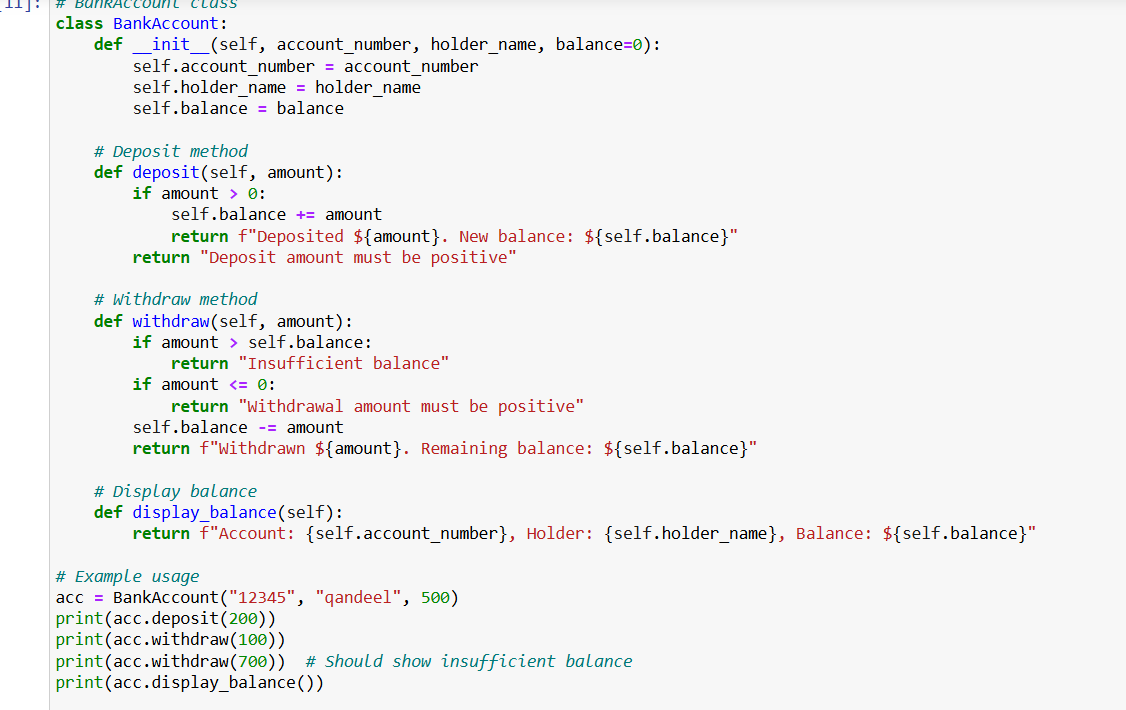 [11]: # BankAccount class
class BankAccount:
    def __init__(self, account_number, holder_name, balance=0):
        self.account_number = account_number
        self.holder_name = holder_name
        self.balance = balance

    # Deposit method
    def deposit(self, amount):
        if amount > 0:
            self.balance += amount
            return f"Deposited ${amount}. New balance: ${self.balance}"
        return "Deposit amount must be positive"

    # Withdraw method
    def withdraw(self, amount):
        if amount > self.balance:
            return "Insufficient balance"
        if amount <= 0:
            return "Withdrawal amount must be positive"
        self.balance -= amount
        return f"Withdrawn ${amount}. Remaining balance: ${self.balance}"

    # Display balance
    def display_balance(self):
        return f"Account: {self.account_number}, Holder: {self.holder_name}, Balance: ${self.balance}"

# Example usage
acc = BankAccount("12345", "qandeel", 500)
print(acc.deposit(200))
print(acc.withdraw(100))
print(acc.withdraw(700))  # Should show insufficient balance
print(acc.display_balance())